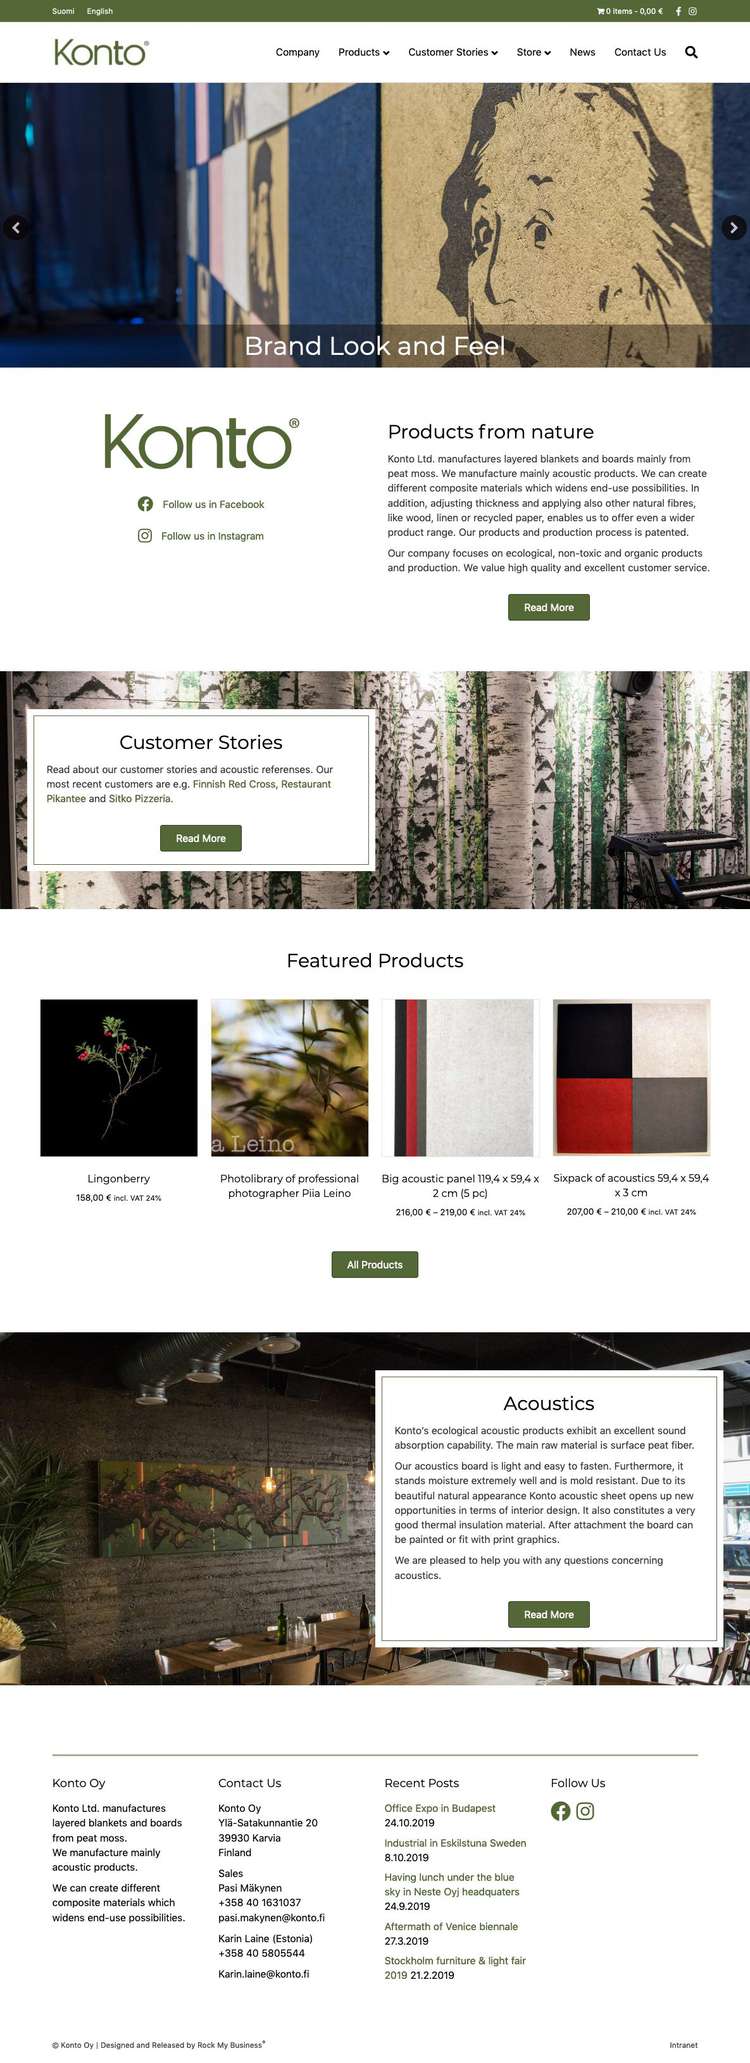 Suomi English 0 items - 0,00 €
Konto®
Company Products Customer Stories Store News Contact Us
Brand Look and Feel
Konto®
Follow us in Facebook
Follow us in Instagram
Products from nature
Konto Ltd. manufactures layered blankets and boards mainly from
peat moss. We manufacture mainly acoustic products. We can create
different composite materials which widens end-use possibilities. In
addition, adjusting thickness and applying also other natural fibres,
like wood, linen or recycled paper, enables us to offer even a wider
product range. Our products and production process is patented.
Our company focuses on ecological, non-toxic and organic products
and production. We value high quality and excellent customer service.
Read More
Customer Stories
Read about our customer stories and acoustic referenses. Our
most recent customers are e.g. Finnish Red Cross, Restaurant
Pikantee and Sitko Pizzeria.
Read More
Featured Products
a Leino
Lingonberry
158,00 € incl. VAT 24%
Photolibrary of professional
photographer Piia Leino
Big acoustic panel 119,4 x 59,4 x
2 cm (5 pc)
216,00 € – 219,00 € incl. VAT 24%
Sixpack of acoustics 59,4 x 59,4
x 3 cm
207,00 € – 210,00 € incl. VAT 24%
All Products
Acoustics
Konto's ecological acoustic products exhibit an excellent sound
absorption capability. The main raw material is surface peat fiber.
Our acoustics board is light and easy to fasten. Furthermore, it
stands moisture extremely well and is mold resistant. Due to its
beautiful natural appearance Konto acoustic sheet opens up new
opportunities in terms of interior design. It also constitutes a very
good thermal insulation material. After attachment the board can
be painted or fit with print graphics.
We are pleased to help you with any questions concerning
acoustics.
Read More
Konto Oy
Konto Ltd. manufactures
layered blankets and boards
from peat moss.
We manufacture mainly
acoustic products.
We can create different
composite materials which
widens end-use possibilities.
Contact Us
Konto Oy
Ylä-Satakunnantie 20
39930 Karvia
Finland
Sales
Pasi Mäkynen
+358 40 1631037
pasi.makynen@konto.fi
Karin Laine (Estonia)
+358 40 5805544
Karin.laine@konto.fi
Recent Posts
Office Expo in Budapest
24.10.2019
Industrial in Eskilstuna Sweden
8.10.2019
Having lunch under the blue
sky in Neste Oyj headquaters
24.9.2019
Aftermath of Venice biennale
27.3.2019
Stockholm furniture & light fair
2019 21.2.2019
Follow Us
© Konto Oy | Designed and Released by Rock My Business®
Intranet